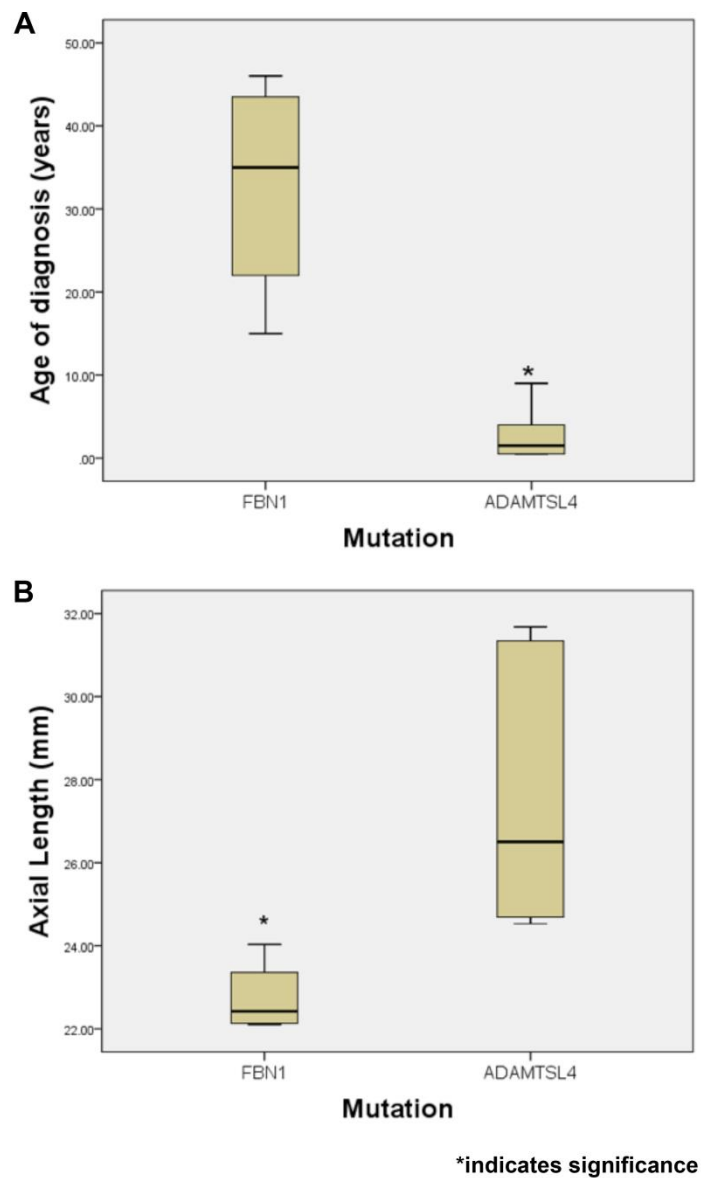 A
Age of diagnosis (years)
50.00
40.00
30.00
20.00
10.00
.00
*
FBN1 ADAMTSL4
Mutation
B
Axial Length (mm)
32.00
30.00
28.00
26.00
24.00
22.00
*
FBN1 ADAMTSL4
Mutation
*indicates significance